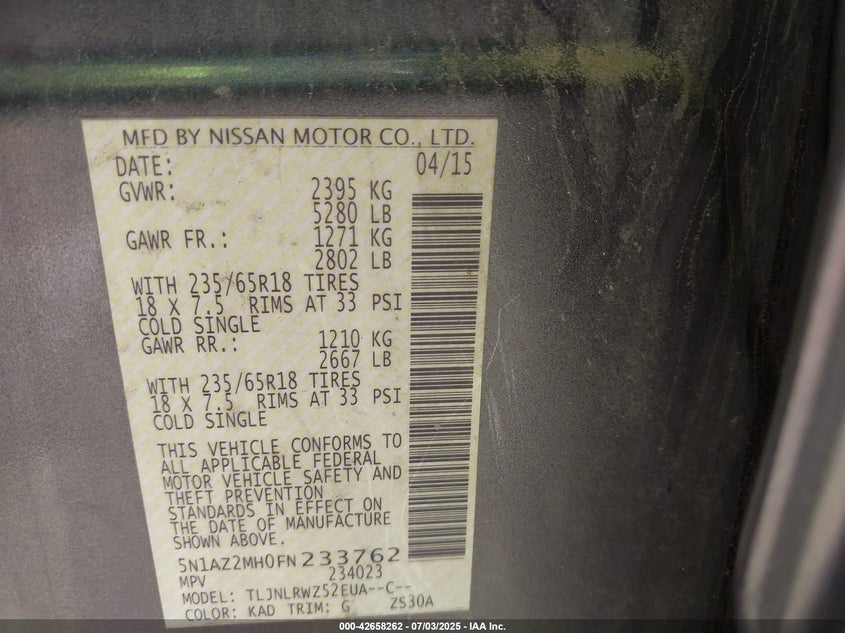 MFD BY NISSAN MOTOR CO., LTD.
DATE: 04/15
GVWR: 2395 KG
5280 LB
GAWR FR.: 1271 KG
2802 LB
WITH 235/65R18 TIRES
18 X 7.5 RIMS AT 33 PSI
COLD SINGLE
GAWR RR.: 1210 KG
2667 LB
WITH 235/65R18 TIRES
18 X 7.5 RIMS AT 33 PSI
COLD SINGLE
THIS VEHICLE CONFORMS TO
ALL APPLICABLE FEDERAL
MOTOR VEHICLE SAFETY AND
THEFT PREVENTION
STANDARDS IN EFFECT ON
THE DATE OF MANUFACTURE
SHOWN ABOVE.
5N1AZ2MH0FN233762
MPV 234023
MODEL: TLJNLRWZ52EUA--C--
COLOR: KAD TRIM: G ZS30A
000-42658262 - 07/03/2025 - IAA Inc.